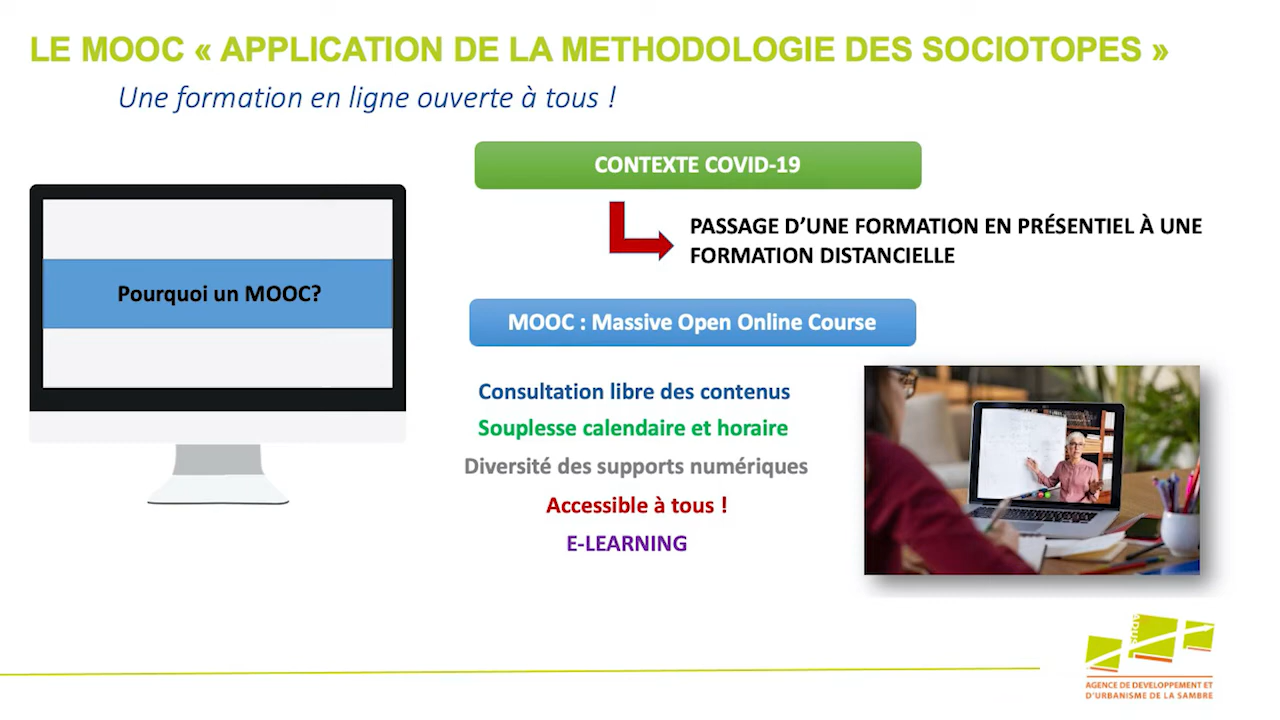 LE MOOC « APPLICATION DE LA METHODOLOGIE DES SOCIOTOPES »
Une formation en ligne ouverte à tous !
CONTEXTE COVID-19
PASSAGE D’UNE FORMATION EN PRÉSENTIEL À UNE
FORMATION DISTANCIELLE
Pourquoi un MOOC?
MOOC : Massive Open Online Course
Consultation libre des contenus
Souplesse calendaire et horaire
Diversité des supports numériques
Accessible à tous !
E-LEARNING
ADUS
AGENCE DE DEVELOPPEMENT ET
D'URBANISME DE LA SAMBRE